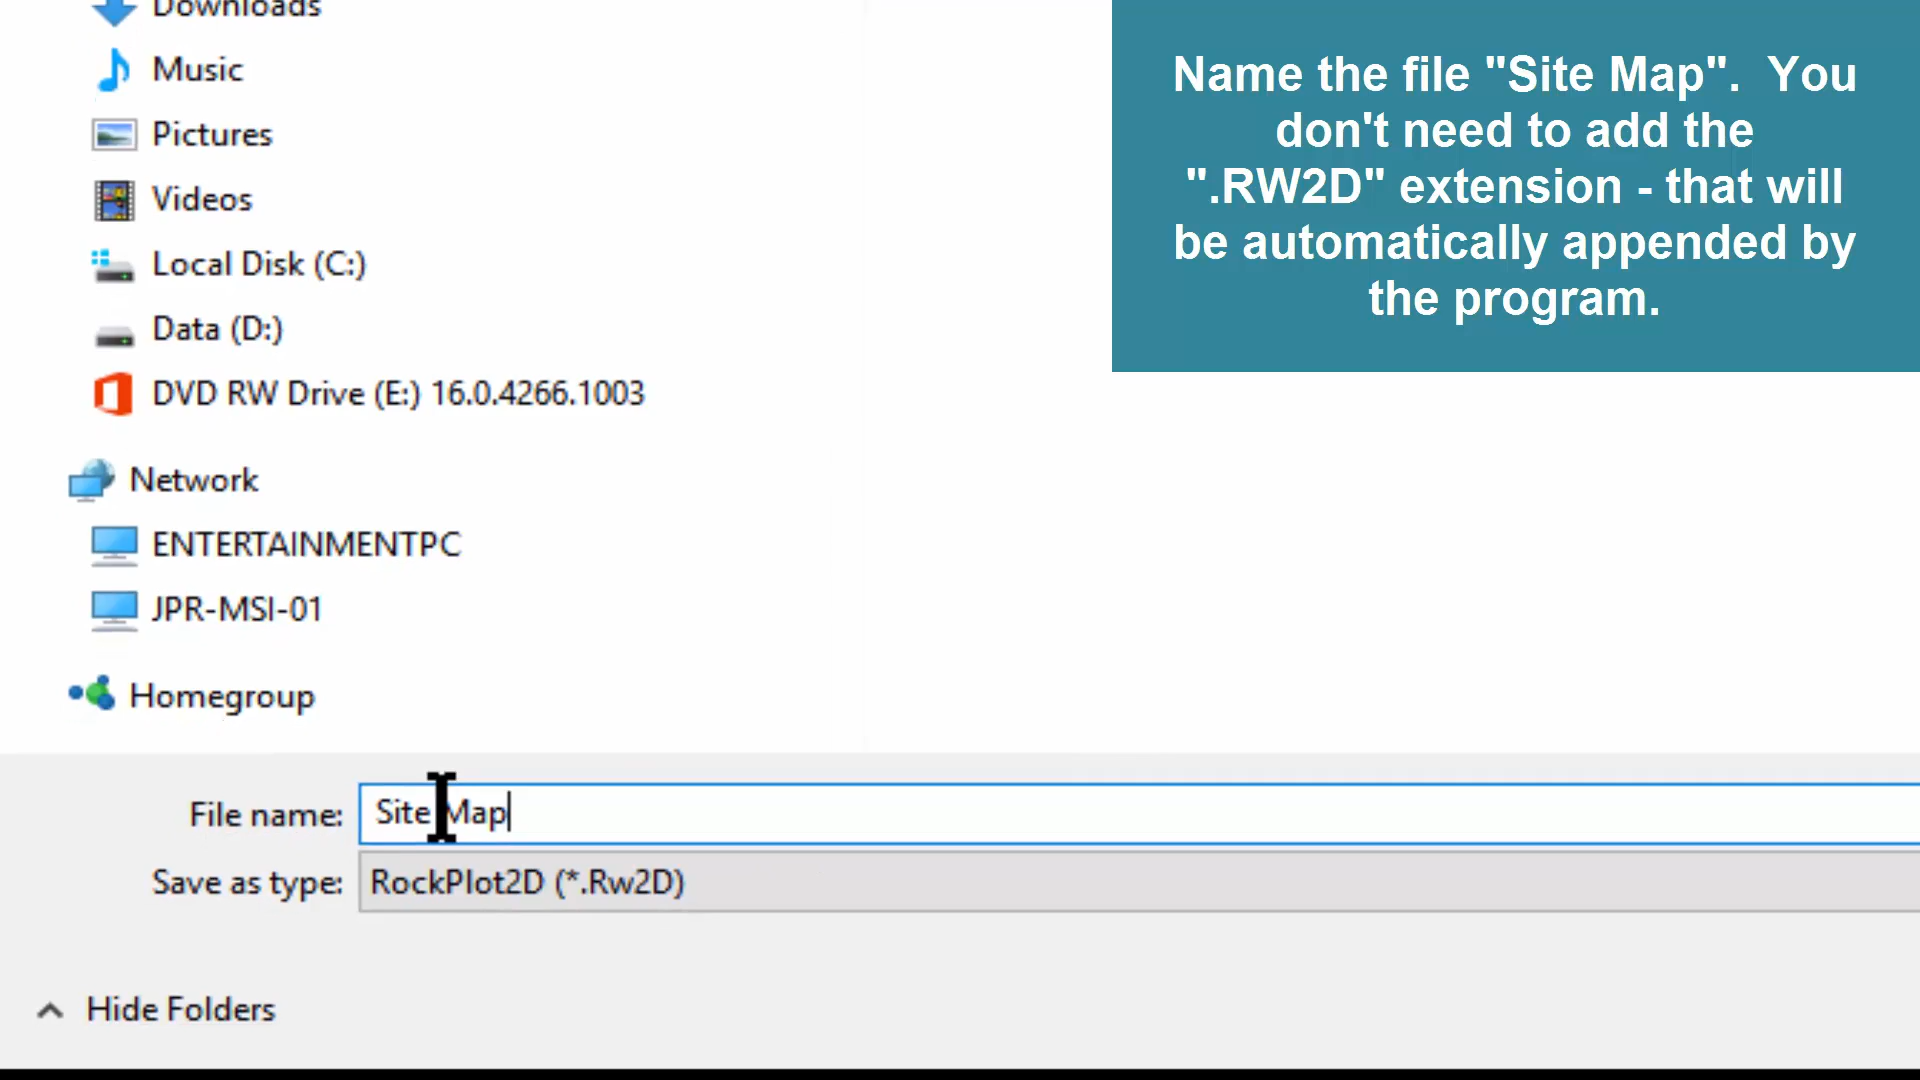 Downloads
Music
Pictures
Videos
Local Disk (C:)
Data (D:)
DVD RW Drive (E:) 16.0.4266.1003
Network
ENTERTAINMENTPC
JPR-MSI-01
Homegroup
Name the file "Site Map".  You
don't need to add the
".RW2D" extension - that will
be automatically appended by
the program.
File name: Site Map
Save as type: RockPlot2D (*.Rw2D)
Hide Folders